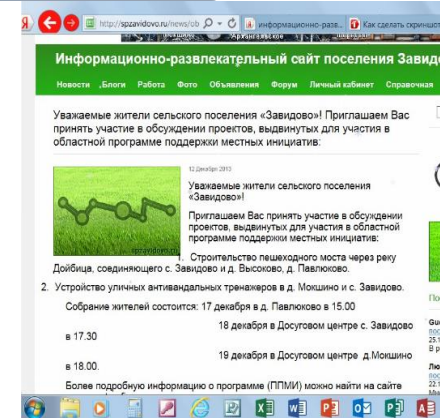 http://spzavidovo.ru/news/ob
информационно-разв...
Как сделать скриншот
Информационно-развлекательный сайт поселения Завид
Новости .Блоги Работа Фото Объявления Форум Личный кабинет Справочная
Уважаемые жители сельского поселения «Завидово»! Приглашаем Вас
принять участие в обсуждении проектов, выдвинутых для участия в
областной программе поддержки местных инициатив:
12 Декабря 2013
Уважаемые жители сельского поселения
«Завидово»!
Приглашаем Вас принять участие в обсуждении
проектов, выдвинутых для участия в областной
программе поддержки местных инициатив:
spzavidovo.ru
1. Строительство пешеходного моста через реку
Дойбица, соединяющего с. Завидово и д. Высоково, д. Павлюково.
2. Устройство уличных антивандальных тренажеров в д. Мокшино и с. Завидово.
Собрание жителей состоится: 17 декабря в д. Павлюково в 15.00
18 декабря в Досуговом центре с. Завидово
в 17.30
19 декабря в Досуговом центре д.Мокшино
в 18.00.
Более подробную информацию о программе (ППМИ) можно найти на сайте